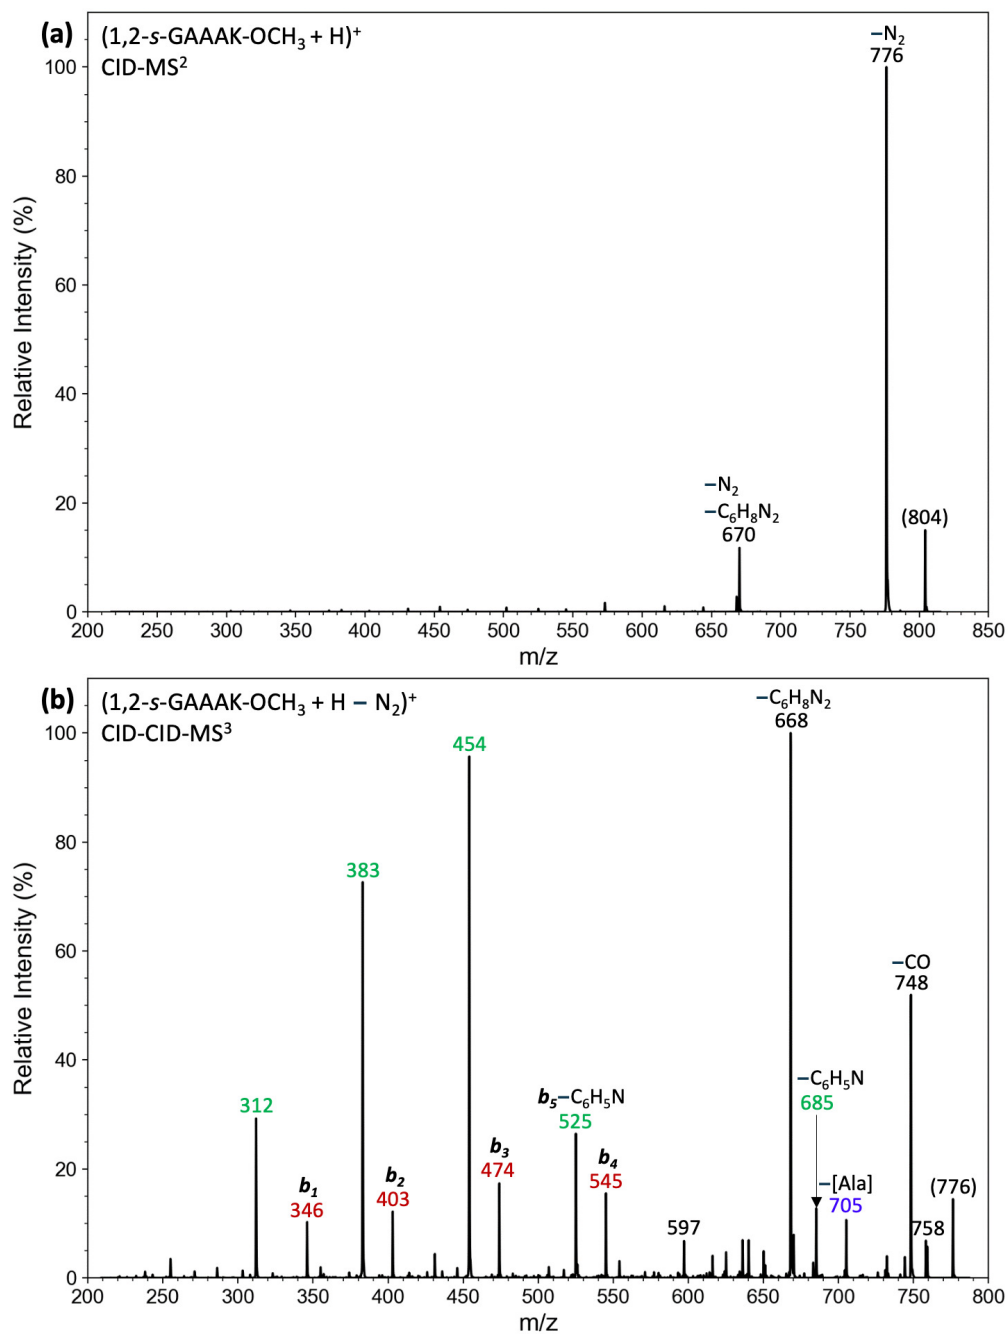 (a) (1,2-s-GAAAK-OCH₃ + H)⁺
CID-MS²
−N₂
776
−N₂
−C₆H₈N₂
670
(804)
Relative Intensity (%)
100
80
60
40
20
0
200 250 300 350 400 450 500 550 600 650 700 750 800 850
m/z
(b) (1,2-s-GAAAK-OCH₃ + H − N₂)⁺
CID-CID-MS³
−C₆H₈N₂
668
454
383
−CO
748
312
b₅−C₆H₅N
525
−C₆H₅N
685
b₁
346
b₂
403
b₃
474
b₄
545
597
−[Ala]
705
758
(776)
Relative Intensity (%)
100
80
60
40
20
0
200 250 300 350 400 450 500 550 600 650 700 750 800
m/z